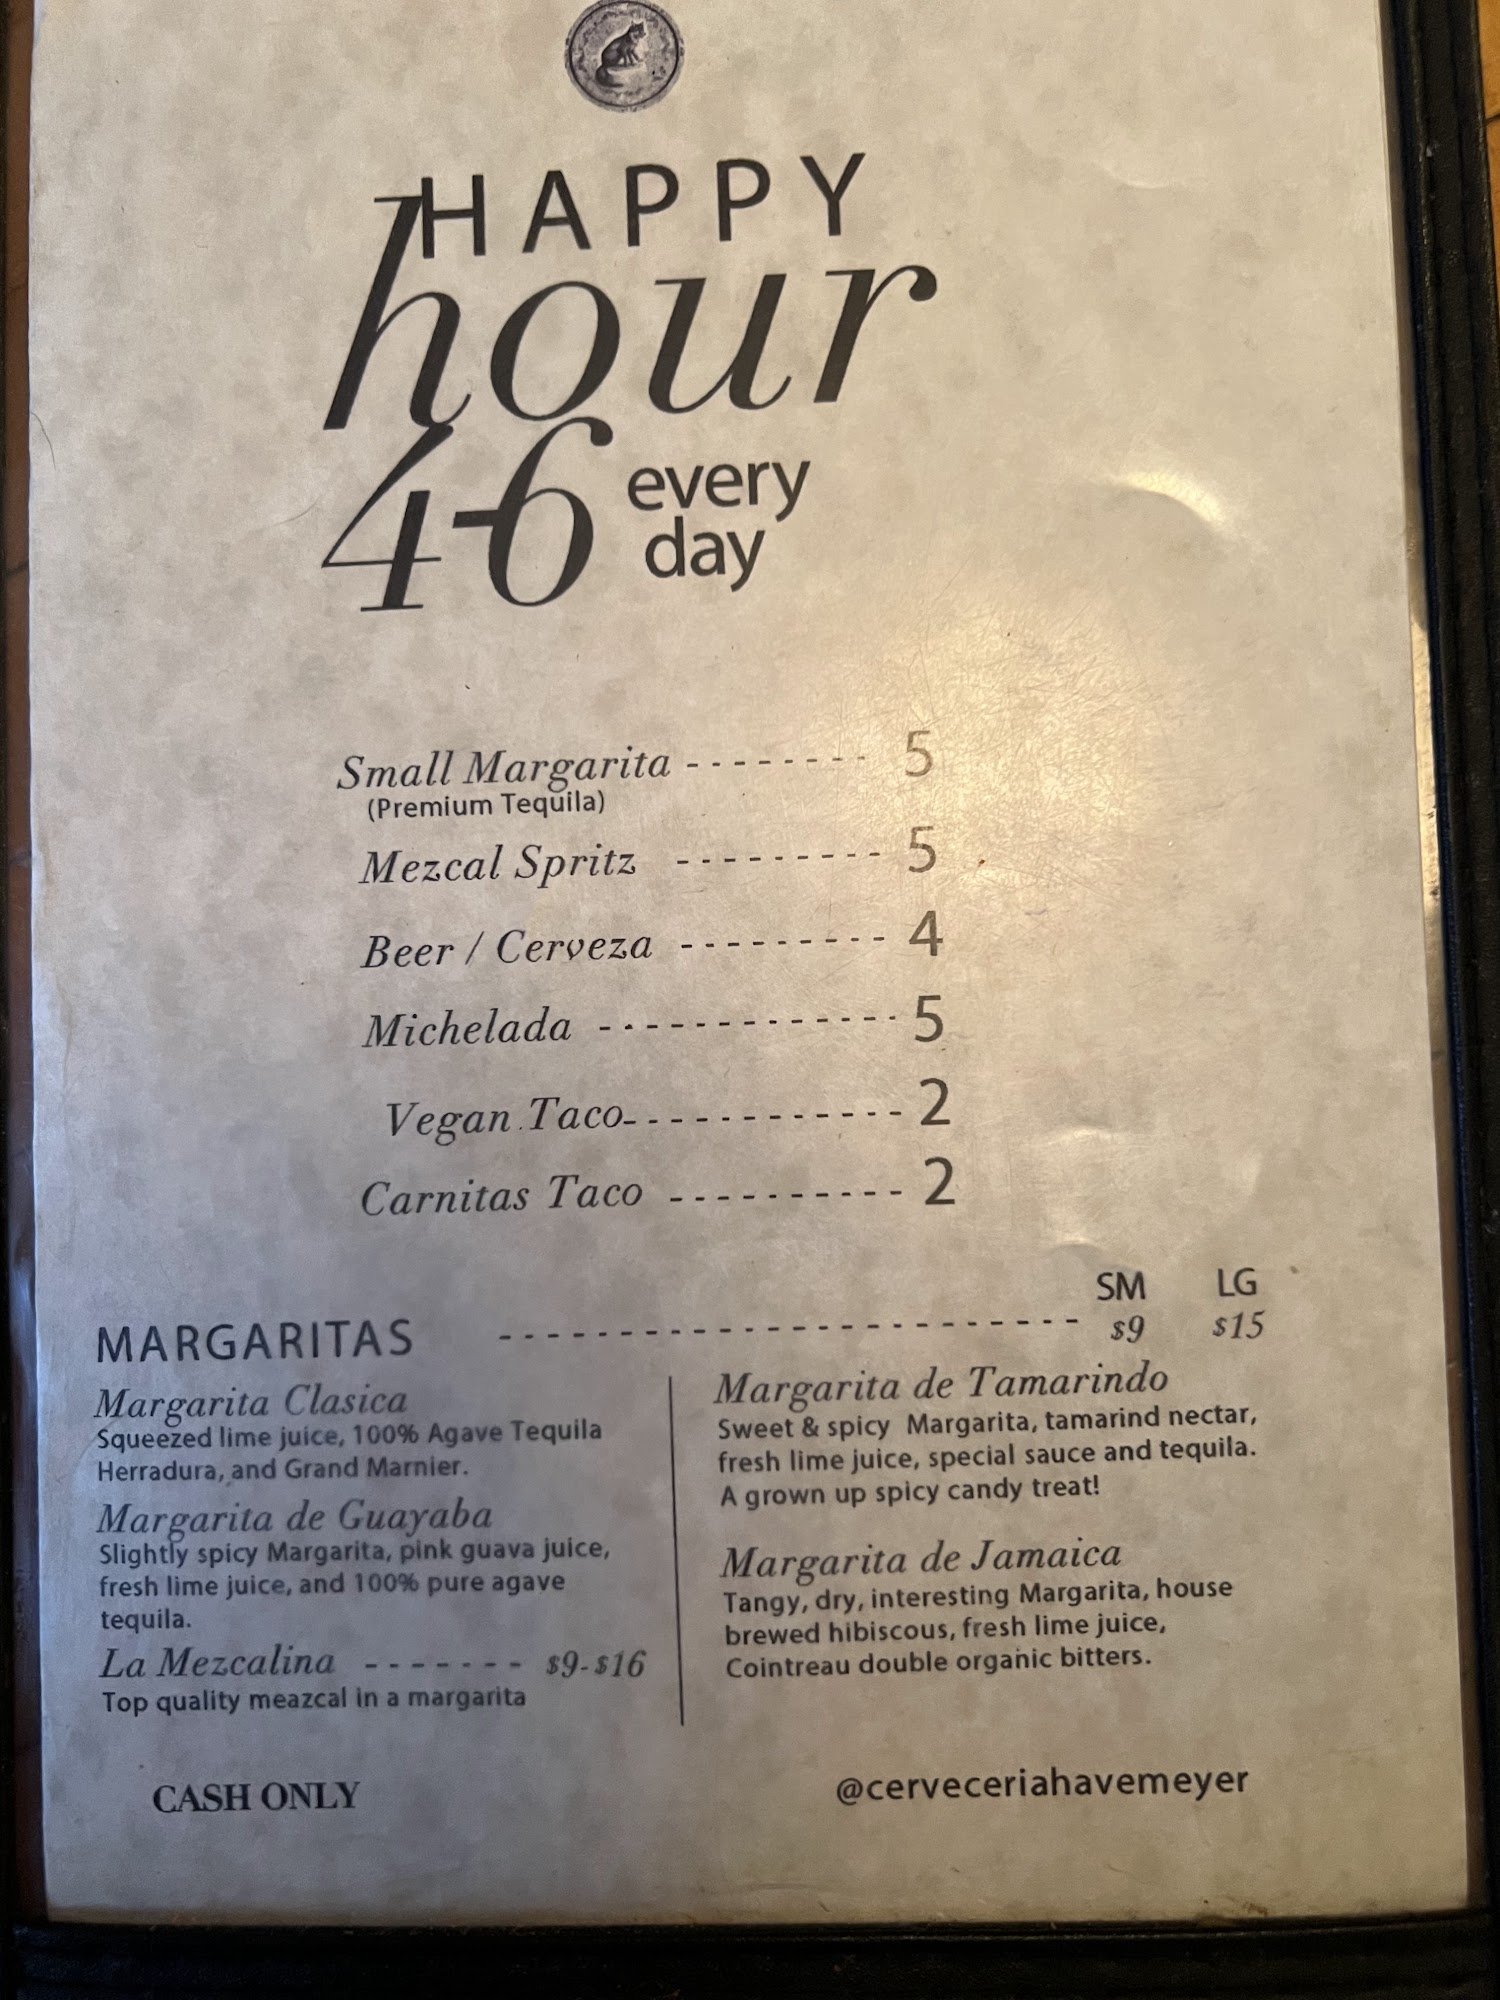 HAPPY
hour
4-6 every
day
Small Margarita -------- 5
(Premium Tequila)
Mezcal Spritz --------- 5
Beer / Cerveza --------- 4
Michelada ------------- 5
Vegan Taco------------ 2
Carnitas Taco ---------- 2
SM LG
MARGARITAS ------------------------ $9 $15
Margarita Clasica
Squeezed lime juice, 100% Agave Tequila
Herradura, and Grand Marnier.
Margarita de Guayaba
Slightly spicy Margarita, pink guava juice,
fresh lime juice, and 100% pure agave
tequila.
La Mezcalina ------- $9-$16
Top quality meazcal in a margarita
Margarita de Tamarindo
Sweet & spicy Margarita, tamarind nectar,
fresh lime juice, special sauce and tequila.
A grown up spicy candy treat!
Margarita de Jamaica
Tangy, dry, interesting Margarita, house
brewed hibiscous, fresh lime juice,
Cointreau double organic bitters.
CASH ONLY
@cerveceriahavemeyer